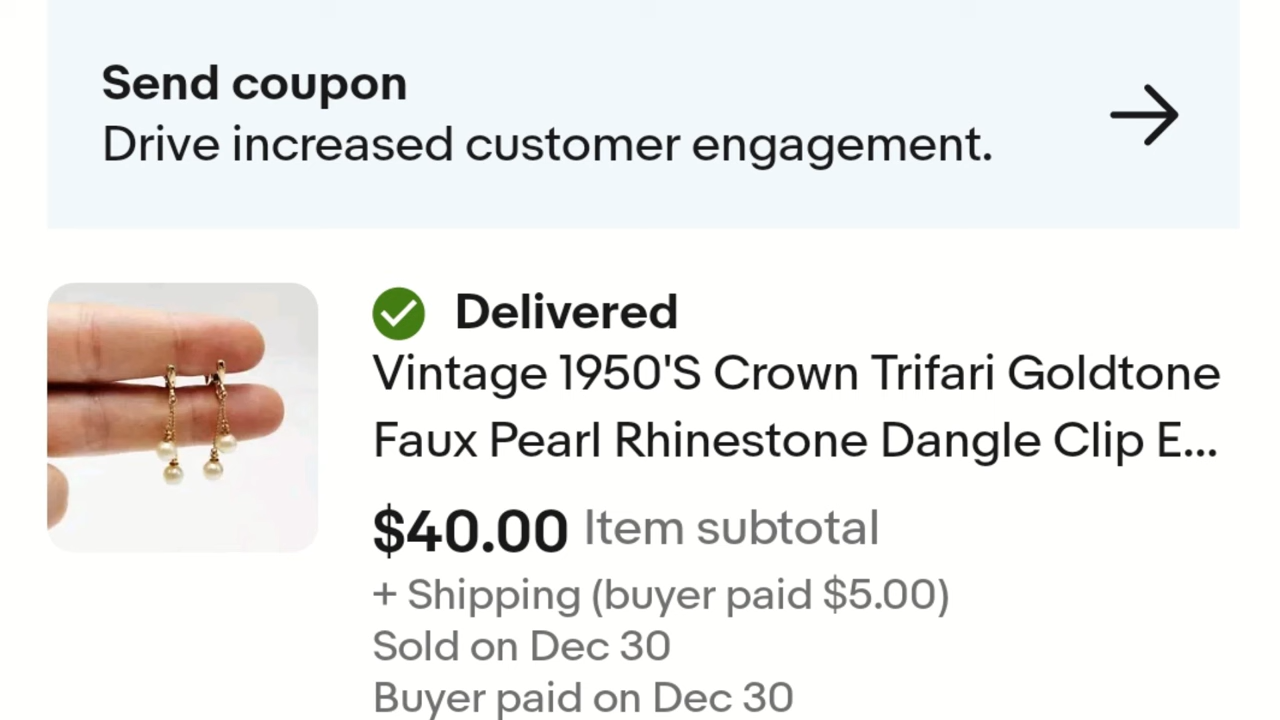 Send coupon
Drive increased customer engagement.
Delivered
Vintage 1950'S Crown Trifari Goldtone
Faux Pearl Rhinestone Dangle Clip E...
$40.00 Item subtotal
+ Shipping (buyer paid $5.00)
Sold on Dec 30
Buyer paid on Dec 30